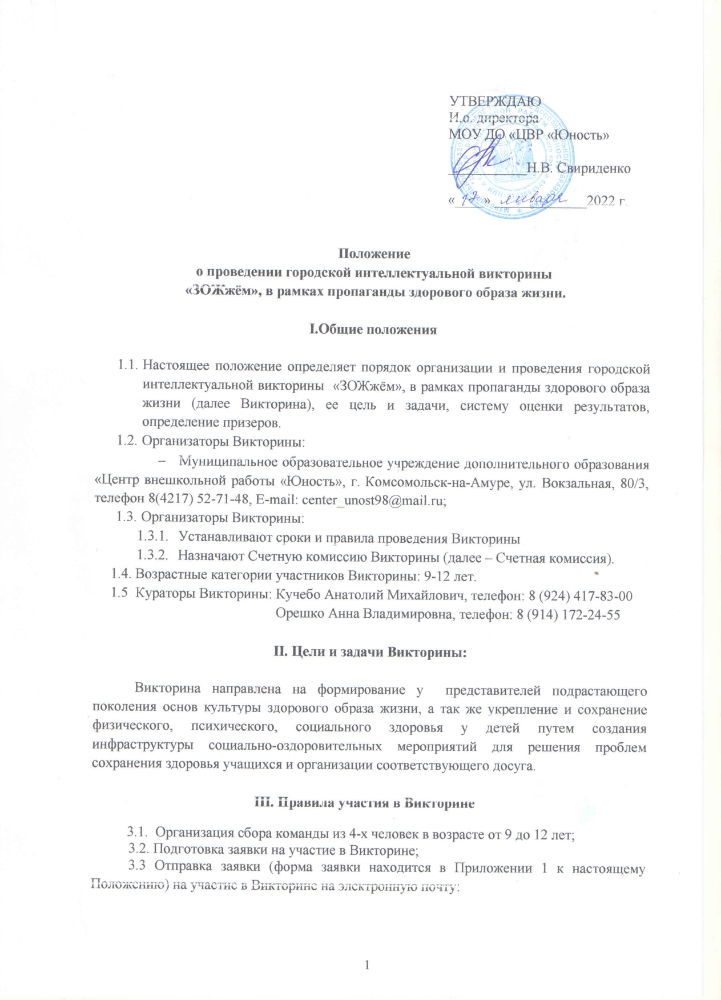 УТВЕРЖДАЮ
И.о. директора
МОУ ДО «ЦВР «Юность»
Н.В. Свириденко
«17» января 2022 г.
Положение
о проведении городской интеллектуальной викторины
«ЗОЖжём», в рамках пропаганды здорового образа жизни.
I.Общие положения
1.1. Настоящее положение определяет порядок организации и проведения городской
интеллектуальной викторины «ЗОЖжём», в рамках пропаганды здорового образа
жизни (далее Викторина), ее цель и задачи, систему оценки результатов,
определение призеров.
1.2. Организаторы Викторины:
– Муниципальное образовательное учреждение дополнительного образования
«Центр внешкольной работы «Юность», г. Комсомольск-на-Амуре, ул. Вокзальная, 80/3,
телефон 8(4217) 52-71-48, E-mail: center_unost98@mail.ru;
1.3. Организаторы Викторины:
1.3.1. Устанавливают сроки и правила проведения Викторины
1.3.2. Назначают Счетную комиссию Викторины (далее – Счетная комиссия).
1.4. Возрастные категории участников Викторины: 9-12 лет.
1.5 Кураторы Викторины: Кучебо Анатолий Михайлович, телефон: 8 (924) 417-83-00
Орешко Анна Владимировна, телефон: 8 (914) 172-24-55
II. Цели и задачи Викторины:
Викторина направлена на формирование у представителей подрастающего
поколения основ культуры здорового образа жизни, а так же укрепление и сохранение
физического, психического, социального здоровья у детей путем создания
инфраструктуры социально-оздоровительных мероприятий для решения проблем
сохранения здоровья учащихся и организации соответствующего досуга.
III. Правила участия в Викторине
3.1. Организация сбора команды из 4-х человек в возрасте от 9 до 12 лет;
3.2. Подготовка заявки на участие в Викторине;
3.3 Отправка заявки (форма заявки находится в Приложении 1 к настоящему
Положению) на участие в Викторине на электронную почту:
1